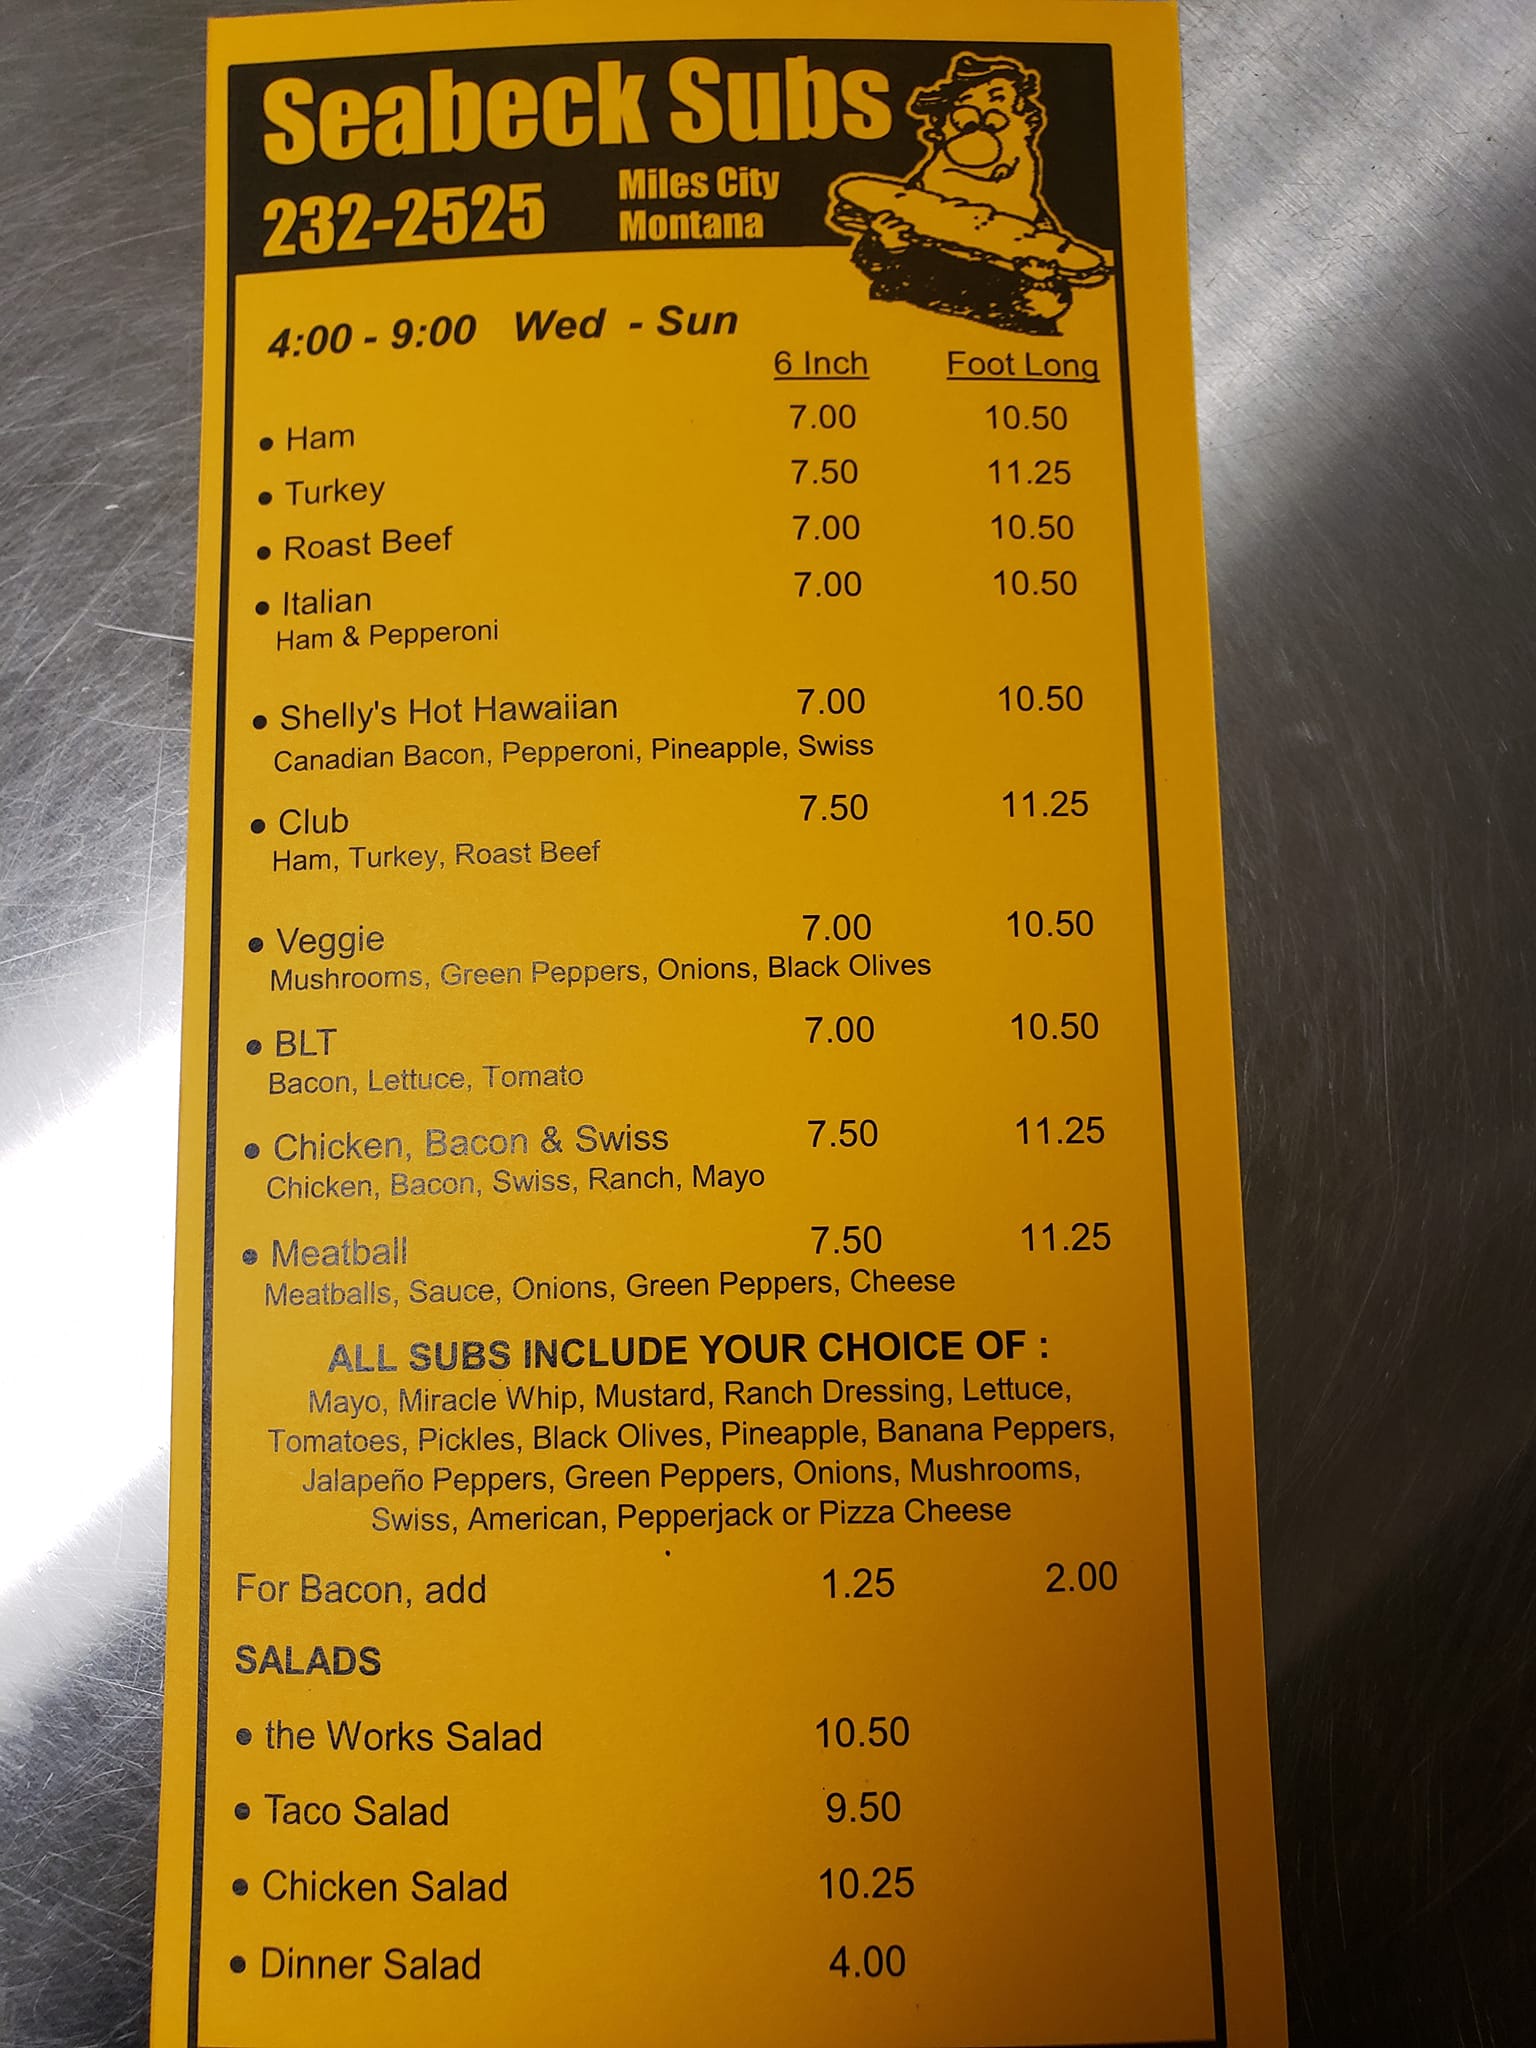 Seabeck Subs
232-2525 Miles City
Montana
4:00 - 9:00 Wed - Sun
6 Inch Foot Long
• Ham 7.00 10.50
• Turkey 7.50 11.25
• Roast Beef 7.00 10.50
• Italian 7.00 10.50
Ham & Pepperoni
• Shelly's Hot Hawaiian 7.00 10.50
Canadian Bacon, Pepperoni, Pineapple, Swiss
• Club 7.50 11.25
Ham, Turkey, Roast Beef
• Veggie 7.00 10.50
Mushrooms, Green Peppers, Onions, Black Olives
• BLT 7.00 10.50
Bacon, Lettuce, Tomato
• Chicken, Bacon & Swiss 7.50 11.25
Chicken, Bacon, Swiss, Ranch, Mayo
• Meatball 7.50 11.25
Meatballs, Sauce, Onions, Green Peppers, Cheese
ALL SUBS INCLUDE YOUR CHOICE OF :
Mayo, Miracle Whip, Mustard, Ranch Dressing, Lettuce,
Tomatoes, Pickles, Black Olives, Pineapple, Banana Peppers,
Jalapeño Peppers, Green Peppers, Onions, Mushrooms,
Swiss, American, Pepperjack or Pizza Cheese
For Bacon, add 1.25 2.00
SALADS
• the Works Salad 10.50
• Taco Salad 9.50
• Chicken Salad 10.25
• Dinner Salad 4.00